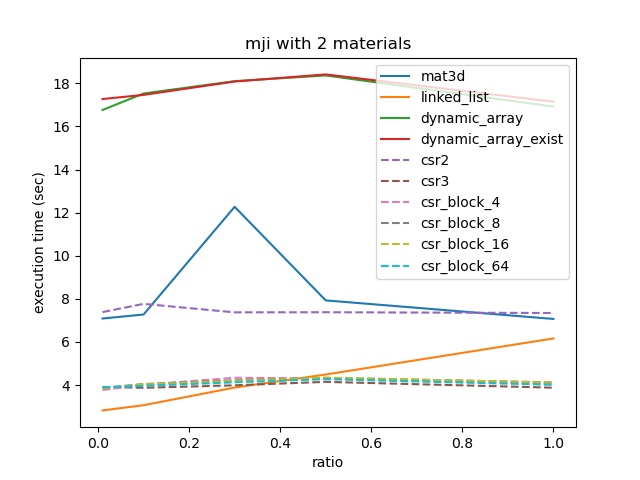 mji with 2 materials
execution time (sec)
18
16
14
12
10
8
6
4
mat3d
linked_list
dynamic_array
dynamic_array_exist
csr2
csr3
csr_block_4
csr_block_8
csr_block_16
csr_block_64
0.0 0.2 0.4 0.6 0.8 1.0
ratio